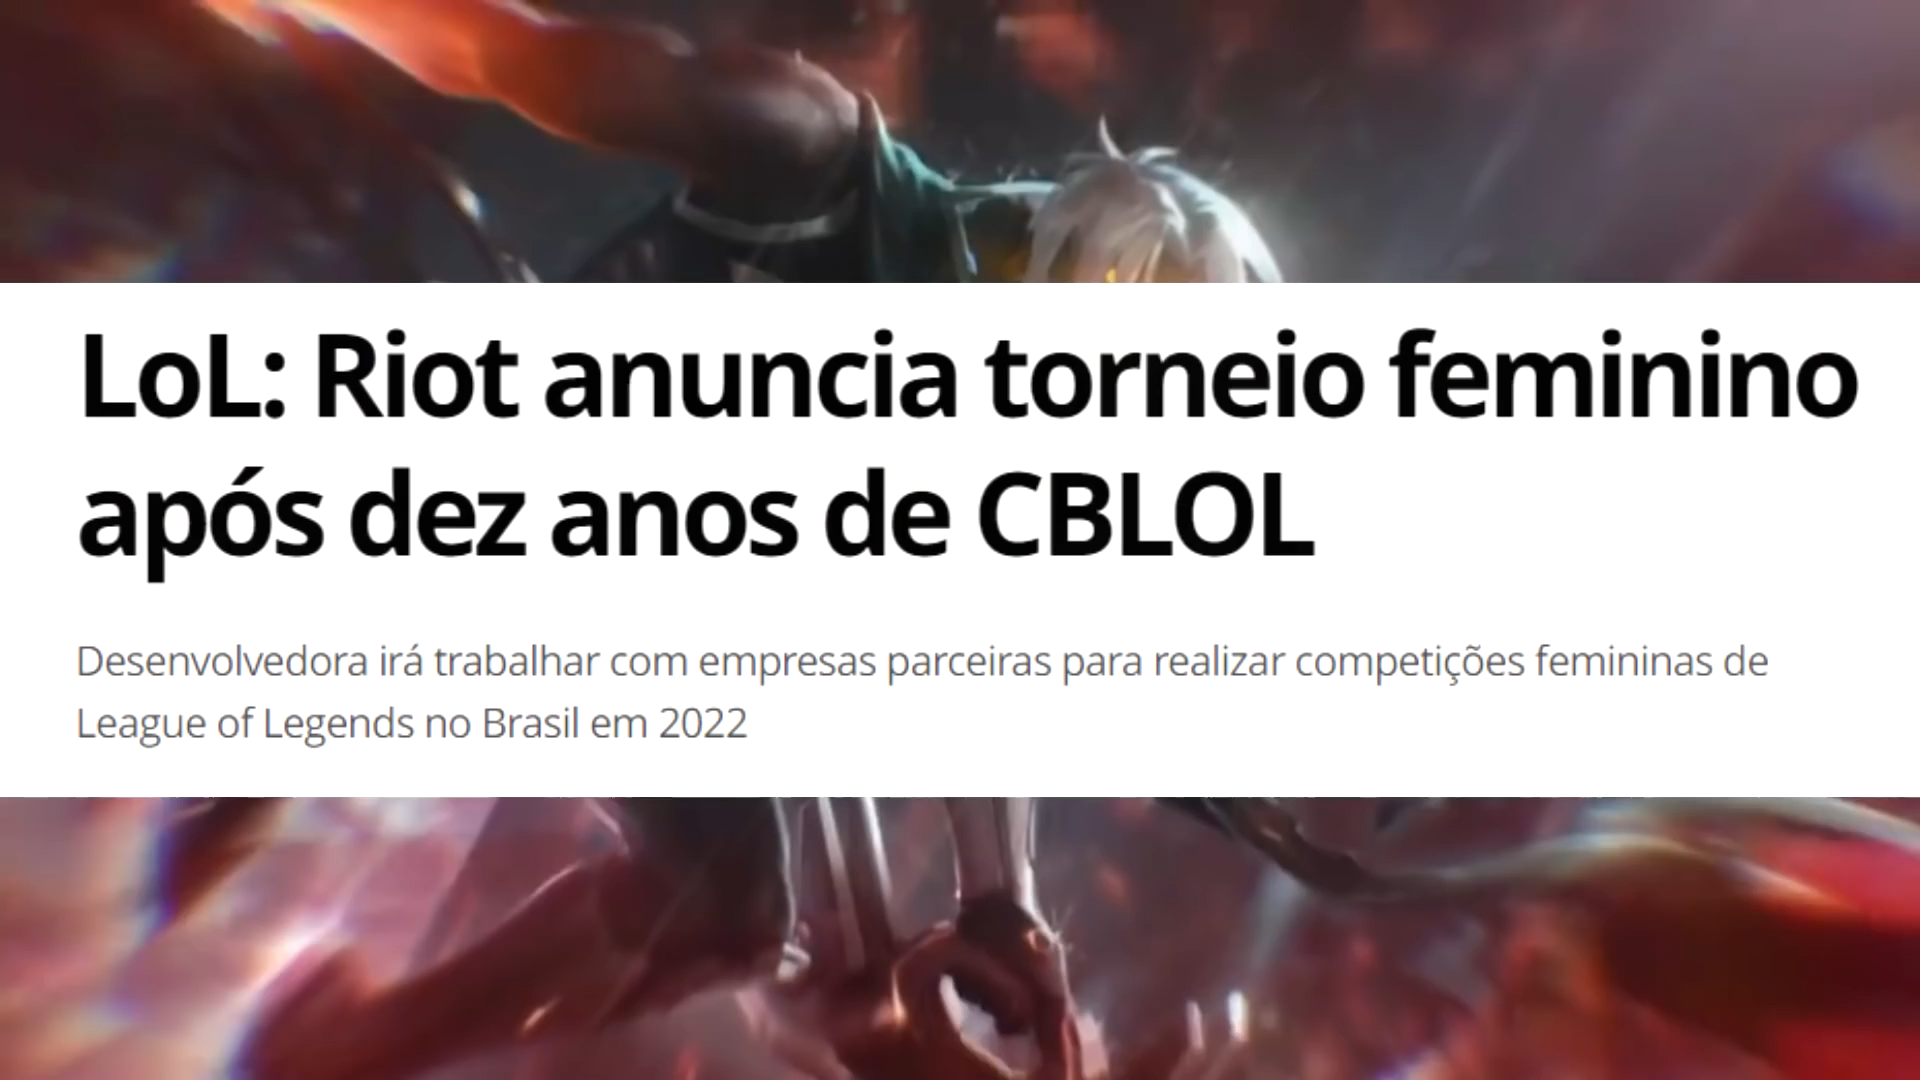 LoL: Riot anuncia torneio feminino
após dez anos de CBLOL
Desenvolvedora irá trabalhar com empresas parceiras para realizar competições femininas de
League of Legends no Brasil em 2022